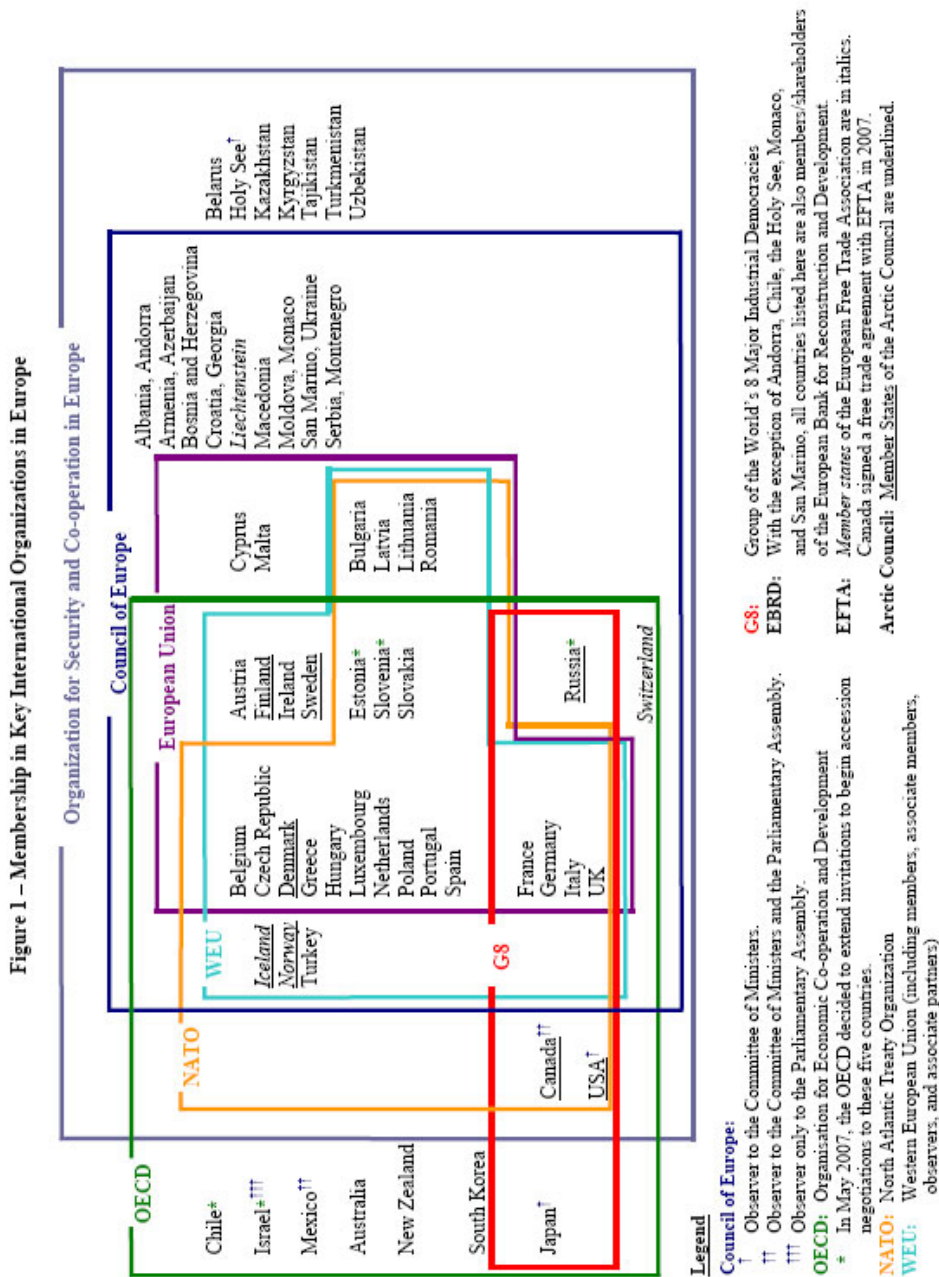 Figure 1 – Membership in Key International Organizations in Europe
Organization for Security and Co-operation in Europe
OECD
Council of Europe
NATO
European Union
WEU
Chile*
Israel*†††
Mexico††
Australia
New Zealand
South Korea
Japan†
Canada††
USA†
Iceland
Norway
Turkey
G8
Belgium
Czech Republic
Denmark
Greece
Hungary
Luxembourg
Netherlands
Poland
Portugal
Spain
France
Germany
Italy
UK
Austria
Finland
Ireland
Sweden
Estonia*
Slovenia*
Slovakia
Russia*
Switzerland
Cyprus
Malta
Bulgaria
Latvia
Lithuania
Romania
Albania, Andorra
Armenia, Azerbaijan
Bosnia and Herzegovina
Croatia, Georgia
Liechtenstein
Macedonia
Moldova, Monaco
San Marino, Ukraine
Serbia, Montenegro
Belarus
Holy See†
Kazakhstan
Kyrgyzstan
Tajikistan
Turkmenistan
Uzbekistan
Legend
Council of Europe:
† Observer to the Committee of Ministers.
†† Observer to the Committee of Ministers and the Parliamentary Assembly.
††† Observer only to the Parliamentary Assembly.
OECD: Organisation for Economic Co-operation and Development
* In May 2007, the OECD decided to extend invitations to begin accession
negotiations to these five countries.
NATO: North Atlantic Treaty Organization
WEU: Western European Union (including members, associate members,
observers, and associate partners)
G8: Group of the World's 8 Major Industrial Democracies
EBRD: With the exception of Andorra, Chile, the Holy See, Monaco,
and San Marino, all countries listed here are also members/shareholders
of the European Bank for Reconstruction and Development.
EFTA: Member states of the European Free Trade Association are in italics.
Canada signed a free trade agreement with EFTA in 2007.
Arctic Council: Member States of the Arctic Council are underlined.